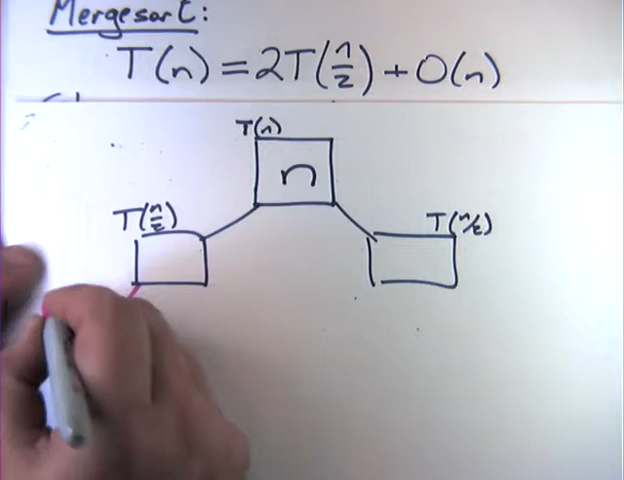 Mergesort:
T(n) = 2T(n/2) + O(n)
T(n)
n
T(n/2)
T(n/2)